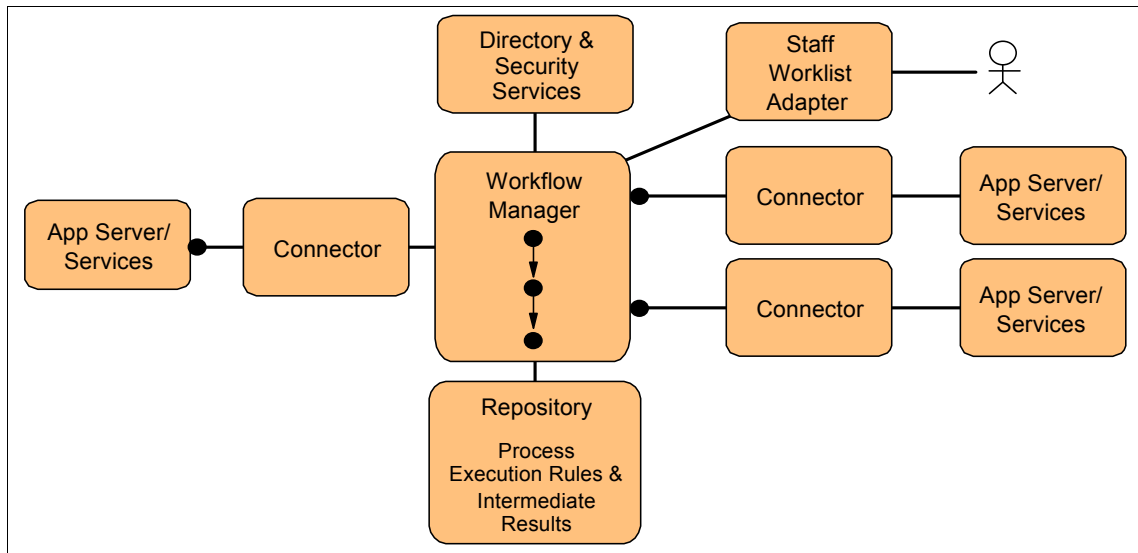 Directory &
Security
Services
Staff
Worklist
Adapter
Workflow
Manager
Connector
App Server/
Services
App Server/
Services
Connector
Connector
App Server/
Services
Repository
Process
Execution Rules &
Intermediate
Results